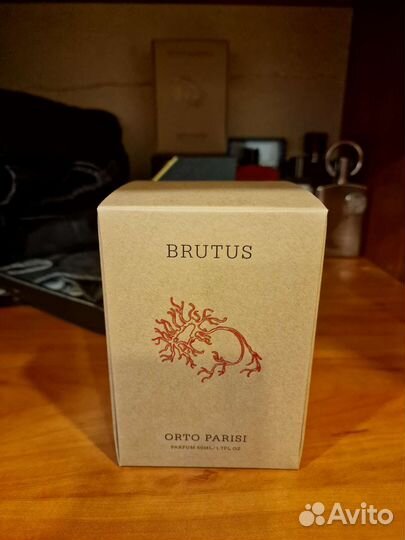 BRUTUS
ORTO PARISI
PARFUM 50ML/1.7FL OZ
Avito